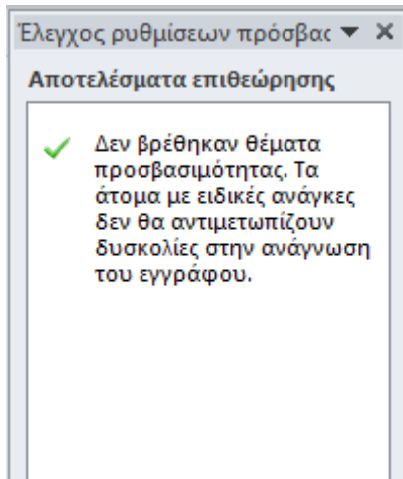 Έλεγχος ρυθμίσεων πρόσβας
Αποτελέσματα επιθεώρησης
Δεν βρέθηκαν θέματα
προσβασιμότητας. Τα
άτομα με ειδικές ανάγκες
δεν θα αντιμετωπίζουν
δυσκολίες στην ανάγνωση
του εγγράφου.